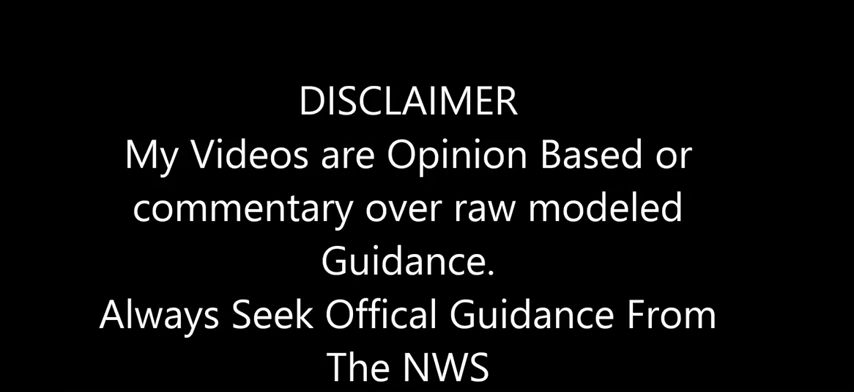 DISCLAIMER
My Videos are Opinion Based or
commentary over raw modeled
Guidance.
Always Seek Offical Guidance From
The NWS